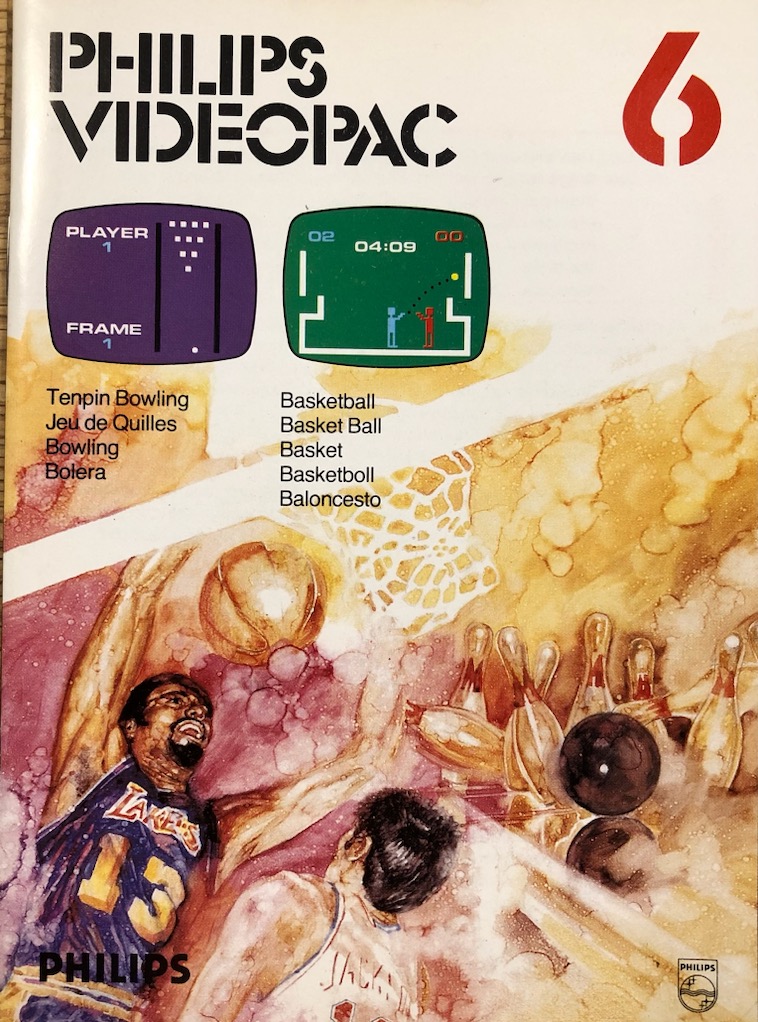 PHILIPS
VIDEOPAC
6
PLAYER
1
FRAME
1
02
04:09
00
Tenpin Bowling
Jeu de Quilles
Bowling
Bolera
Basketball
Basket Ball
Basket
Basketboll
Baloncesto
LAKERS
13
PHILIPS
PHILIPS